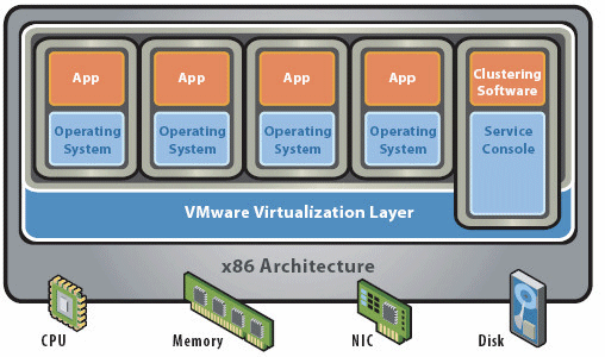 App
App
App
App
Clustering
Software
Operating
System
Operating
System
Operating
System
Operating
System
Service
Console
VMware Virtualization Layer
x86 Architecture
CPU
Memory
NIC
Disk